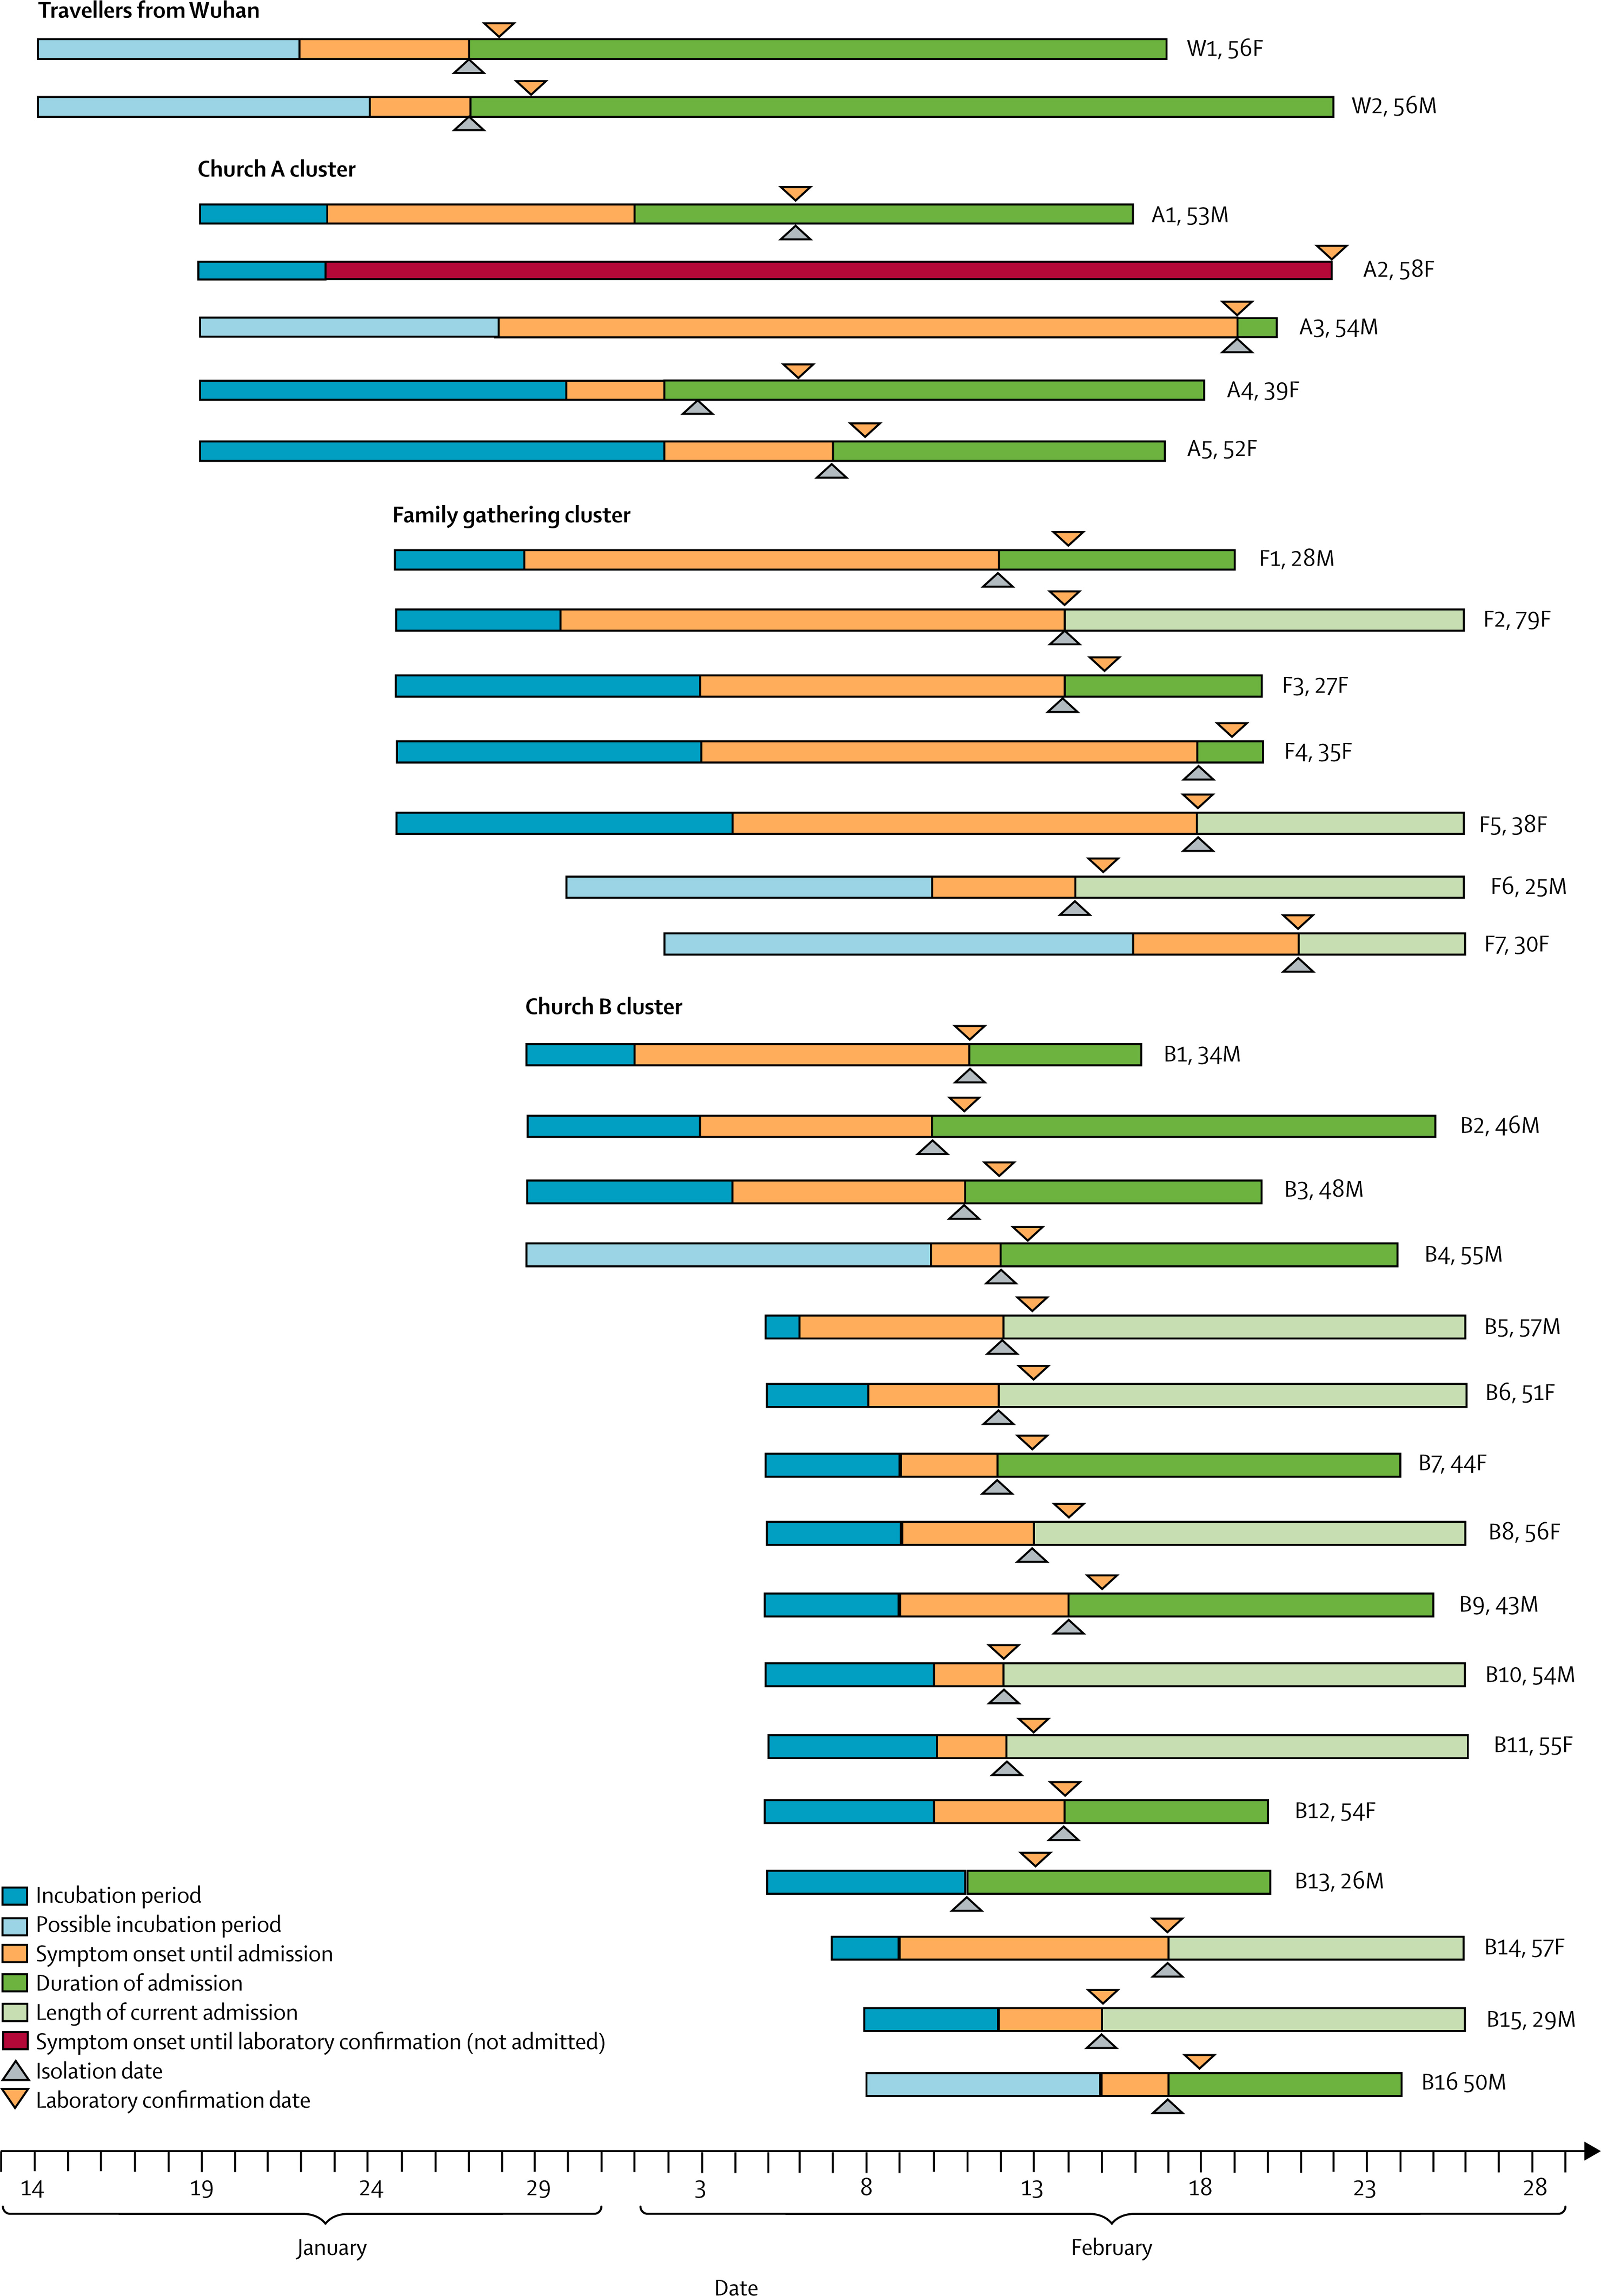 Travellers from Wuhan
W1, 56F
W2, 56M
Church A cluster
A1, 53M
A2, 58F
A3, 54M
A4, 39F
A5, 52F
Family gathering cluster
F1, 28M
F2, 79F
F3, 27F
F4, 35F
F5, 38F
F6, 25M
F7, 30F
Church B cluster
B1, 34M
B2, 46M
B3, 48M
B4, 55M
B5, 57M
B6, 51F
B7, 44F
B8, 56F
B9, 43M
B10, 54M
B11, 55F
B12, 54F
B13, 26M
B14, 57F
B15, 29M
B16 50M
Incubation period
Possible incubation period
Symptom onset until admission
Duration of admission
Length of current admission
Symptom onset until laboratory confirmation (not admitted)
Isolation date
Laboratory confirmation date
14 19 24 29 3 8 13 18 23 28
January February
Date